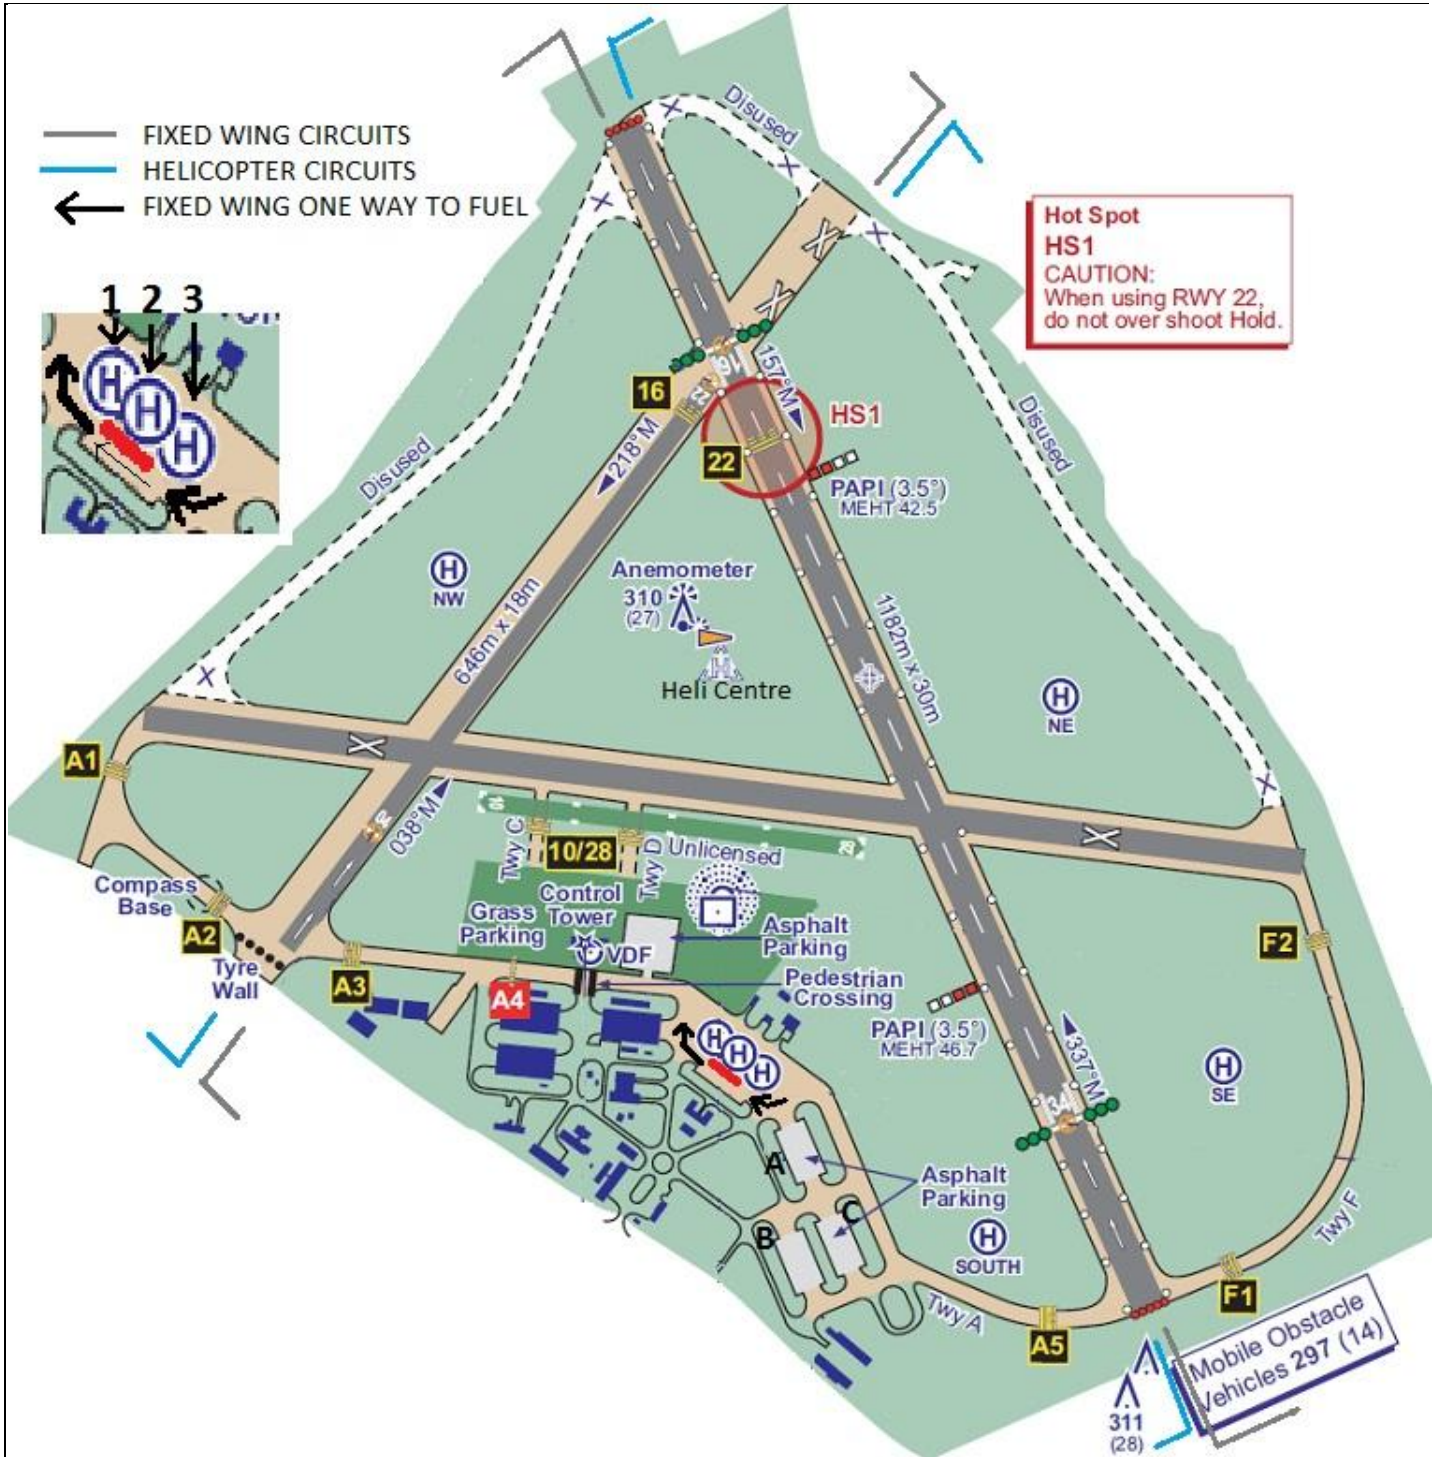 FIXED WING CIRCUITS
HELICOPTER CIRCUITS
FIXED WING ONE WAY TO FUEL
1 2 3
H
H
H
Disused
Hot Spot
HS1
CAUTION:
When using RWY 22,
do not over shoot Hold.
X
X
16
16
157°M
22
HS1
22
218°M
PAPI (3.5°)
MEHT 42.5
Disused
Disused
H
NW
Anemometer
310
(27)
H
Heli Centre
646m x 18m
1182m x 30m
H
NE
A1
X
X
038°M
10
28
Twy C
10/28
Twy D
Unlicensed
Compass
Base
A2
Tyre
Wall
A3
Grass
Parking
Control
Tower
VDF
A4
Asphalt
Parking
Pedestrian
Crossing
F2
PAPI (3.5°)
MEHT 46.7
337°M
34
H
H
H
H
SE
A
Asphalt
Parking
B
C
H
SOUTH
Twy F
Twy A
F1
A5
Mobile Obstacle
Vehicles 297 (14)
311
(28)